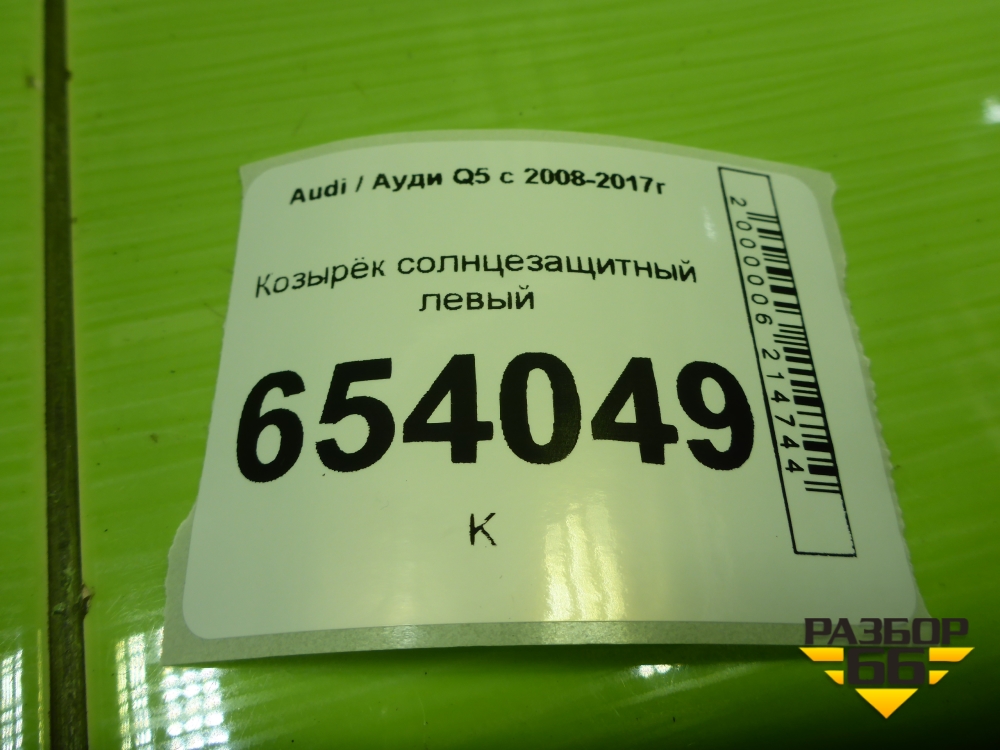 Audi / Ауди Q5 с 2008-2017г
Козырёк солнцезащитный
левый
654049
К
2000006214744
РАЗБОР
66